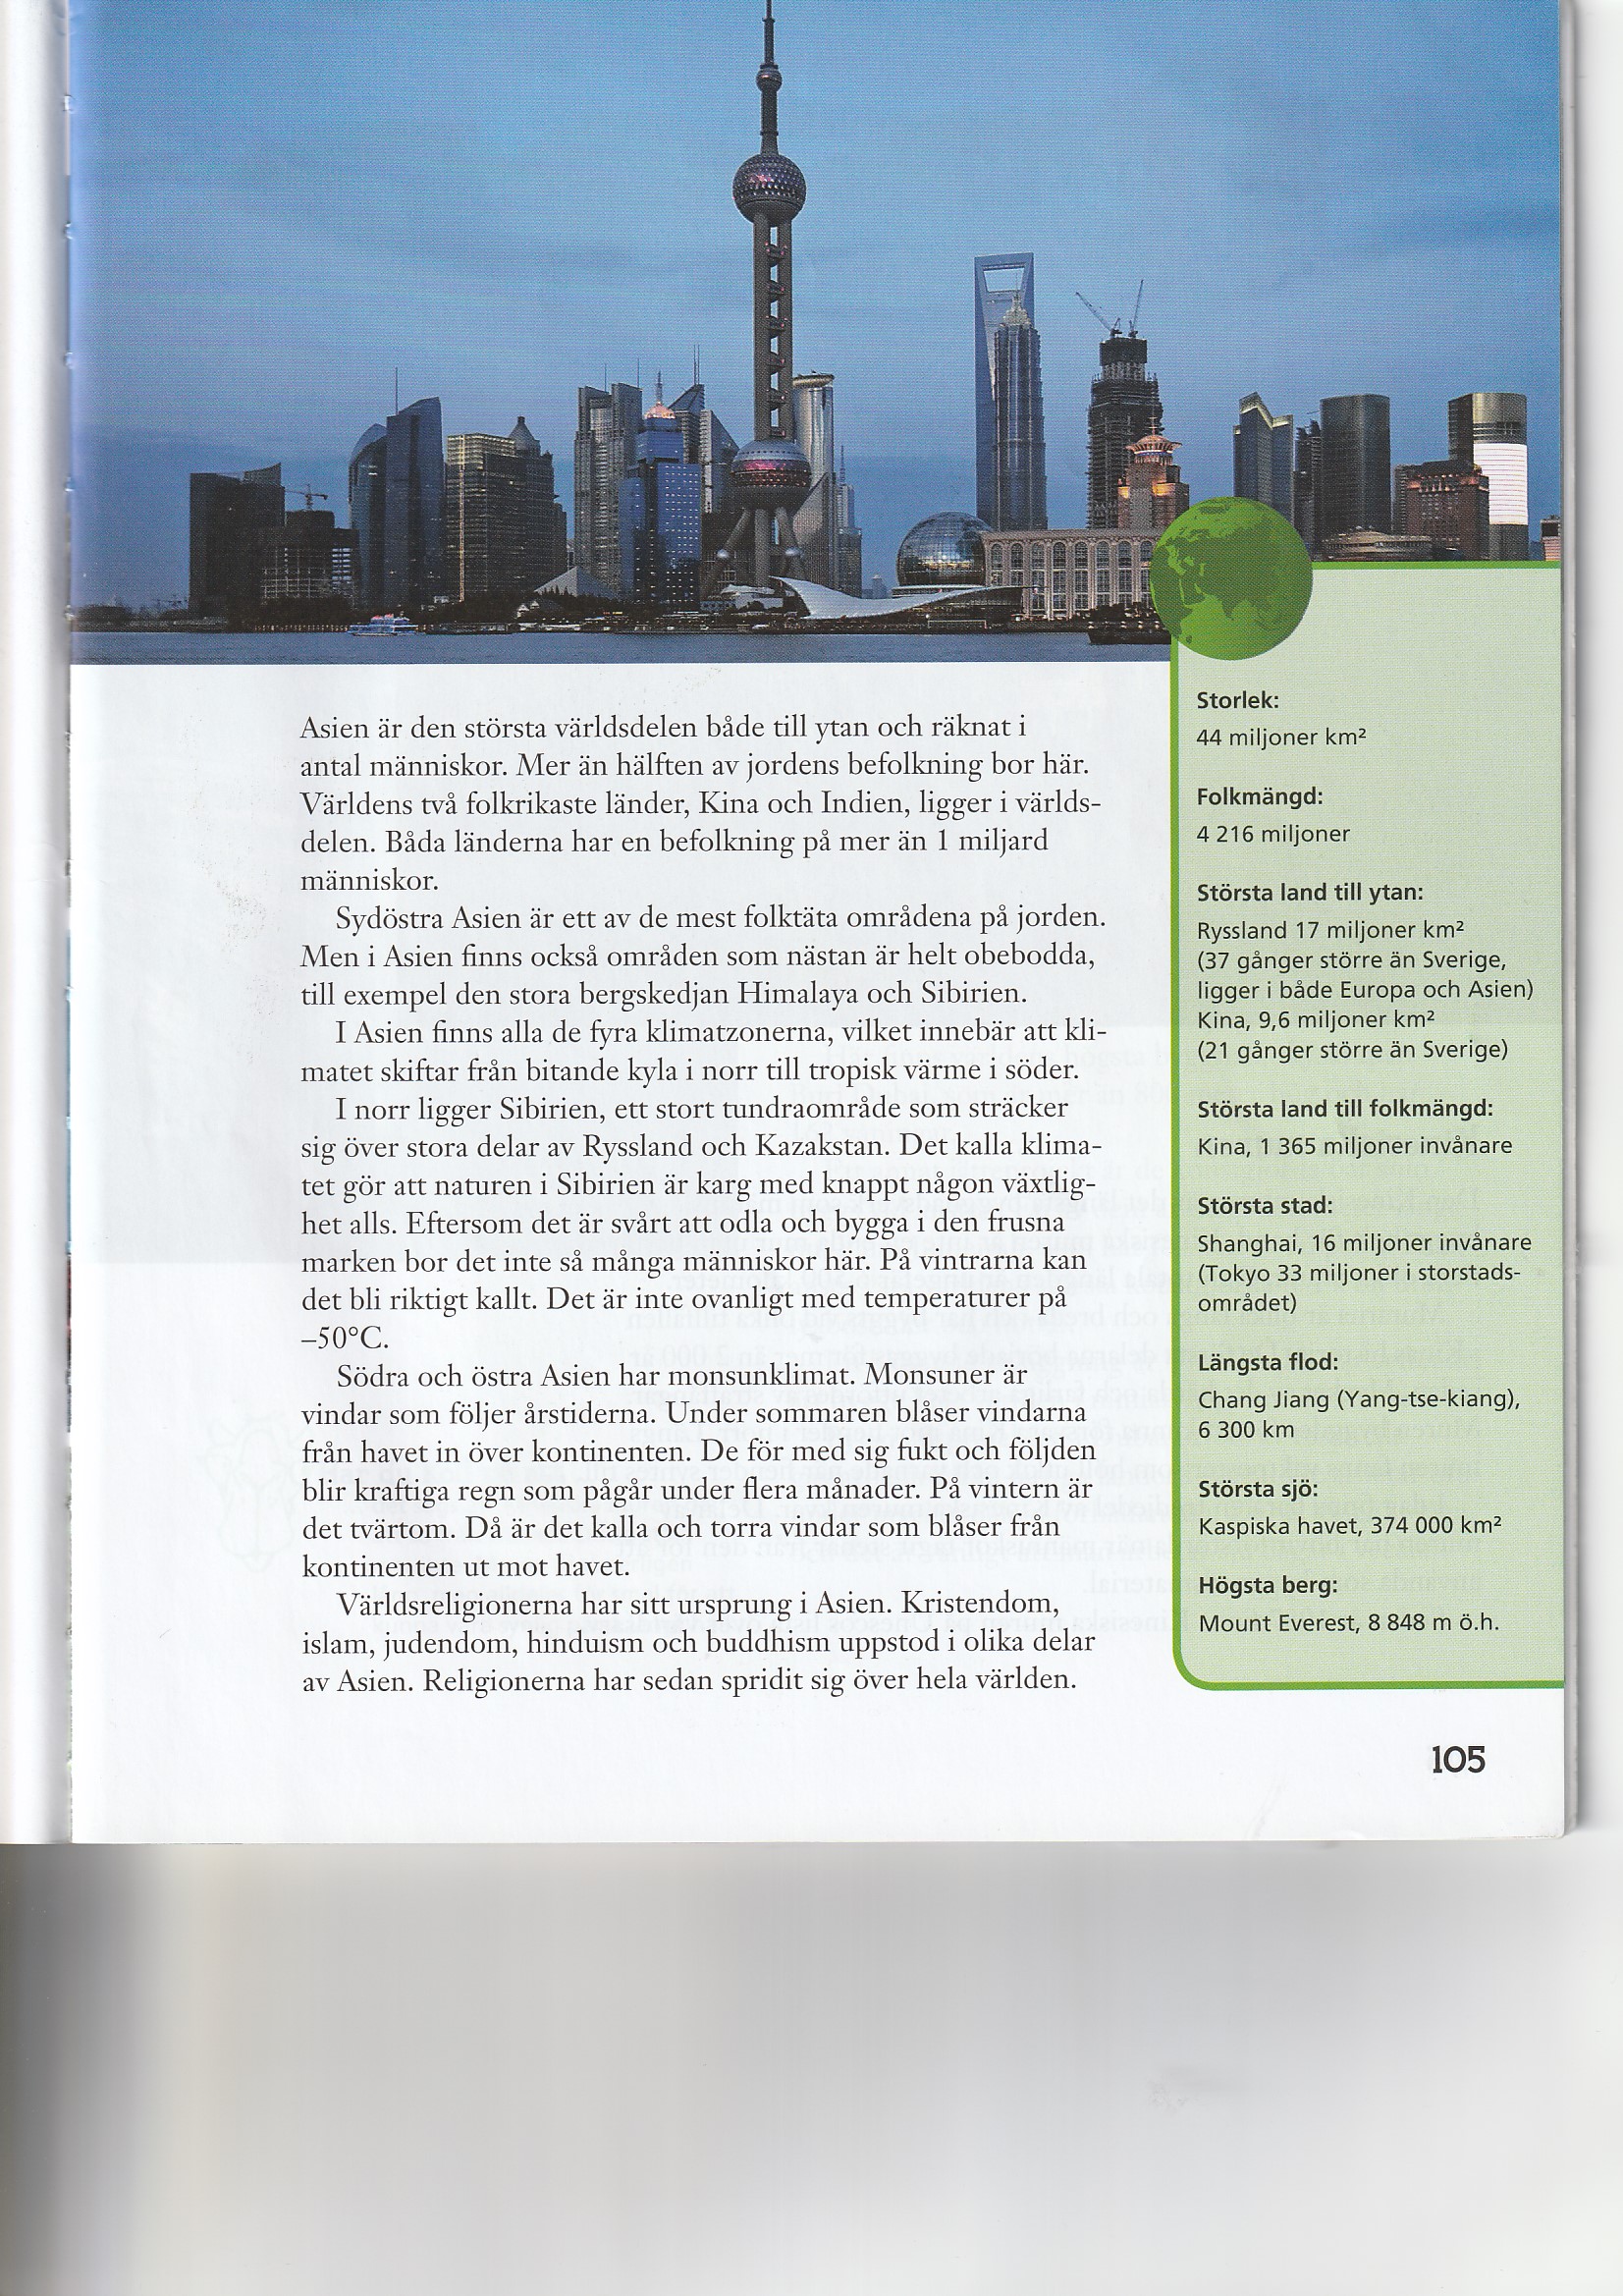 Asien är den största världsdelen både till ytan och räknat i
antal människor. Mer än hälften av jordens befolkning bor här.
Världens två folkrikaste länder, Kina och Indien, ligger i världs-
delen. Båda länderna har en befolkning på mer än 1 miljard
människor.
Sydöstra Asien är ett av de mest folktäta områdena på jorden.
Men i Asien finns också områden som nästan är helt obebodda,
till exempel den stora bergskedjan Himalaya och Sibirien.
I Asien finns alla de fyra klimatzonerna, vilket innebär att kli-
matet skiftar från bitande kyla i norr till tropisk värme i söder.
I norr ligger Sibirien, ett stort tundraområde som sträcker
sig över stora delar av Ryssland och Kazakstan. Det kalla klima-
tet gör att naturen i Sibirien är karg med knappt någon växtlig-
het alls. Eftersom det är svårt att odla och bygga i den frusna
marken bor det inte så många människor här. På vintrarna kan
det bli riktigt kallt. Det är inte ovanligt med temperaturer på
–50°C.
Södra och östra Asien har monsunklimat. Monsuner är
vindar som följer årstiderna. Under sommaren blåser vindarna
från havet in över kontinenten. De för med sig fukt och följden
blir kraftiga regn som pågår under flera månader. På vintern är
det tvärtom. Då är det kalla och torra vindar som blåser från
kontinenten ut mot havet.
Världsreligionerna har sitt ursprung i Asien. Kristendom,
islam, judendom, hinduism och buddhism uppstod i olika delar
av Asien. Religionerna har sedan spridit sig över hela världen.
Storlek:
44 miljoner km²
Folkmängd:
4 216 miljoner
Största land till ytan:
Ryssland 17 miljoner km²
(37 gånger större än Sverige,
ligger i både Europa och Asien)
Kina, 9,6 miljoner km²
(21 gånger större än Sverige)
Största land till folkmängd:
Kina, 1 365 miljoner invånare
Största stad:
Shanghai, 16 miljoner invånare
(Tokyo 33 miljoner i storstads-
området)
Längsta flod:
Chang Jiang (Yang-tse-kiang),
6 300 km
Största sjö:
Kaspiska havet, 374 000 km²
Högsta berg:
Mount Everest, 8 848 m ö.h.
105